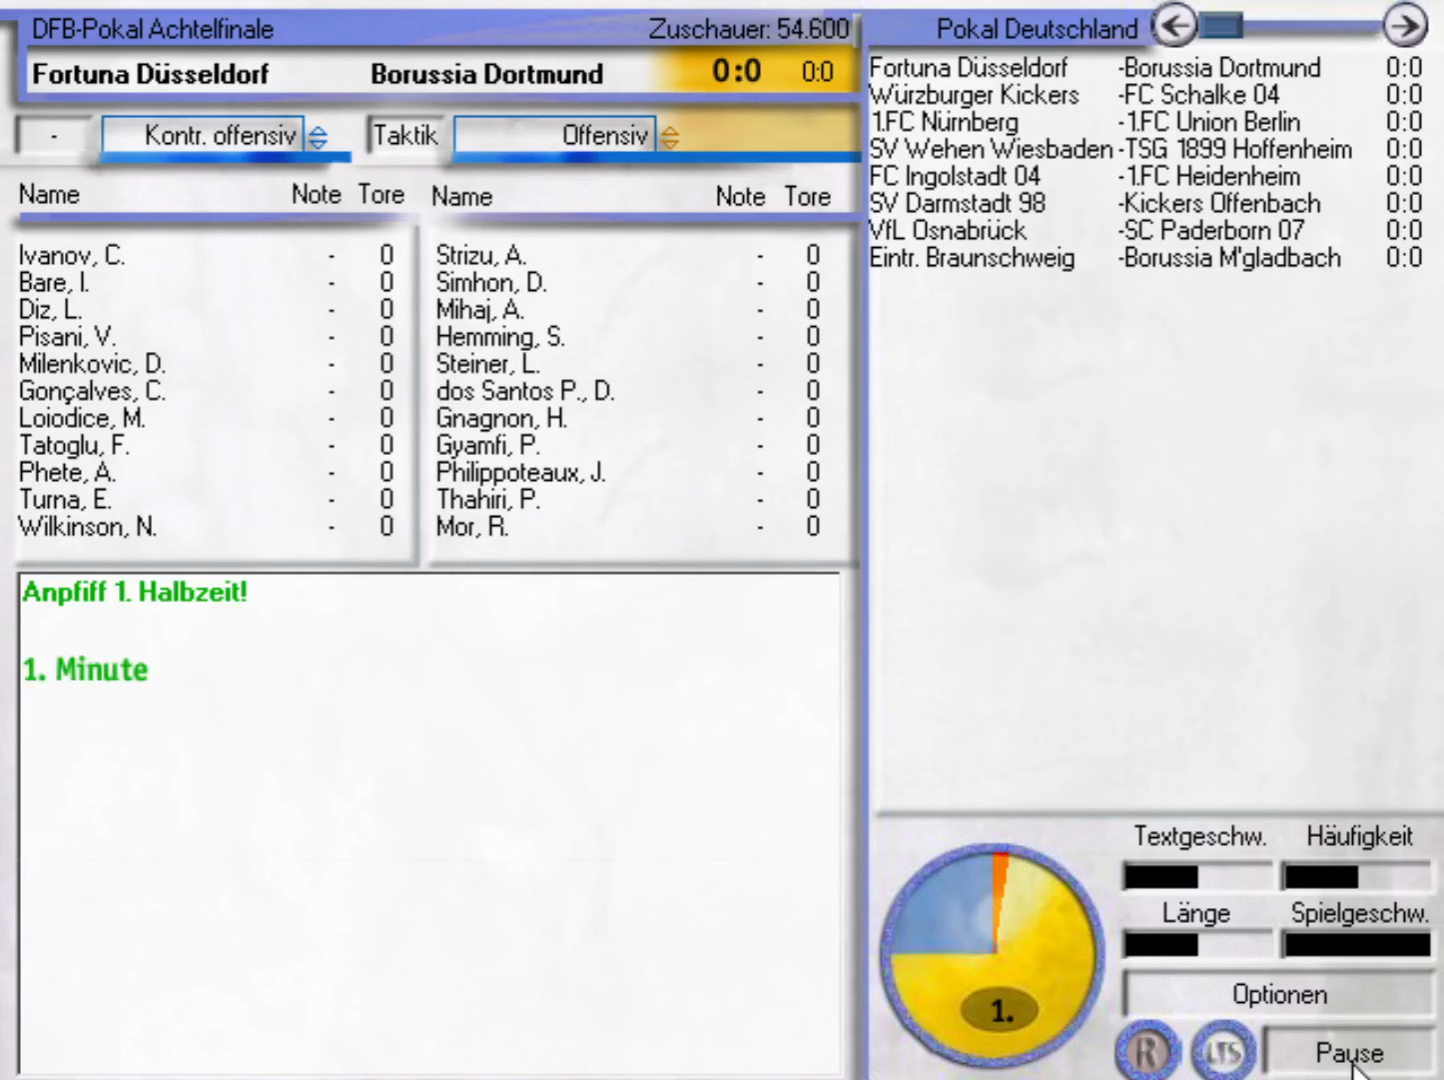 DFB-Pokal Achtelfinale Zuschauer: 54.600
Fortuna Düsseldorf Borussia Dortmund 0:0 0:0
- Kontr. offensiv Taktik Offensiv
Name Note Tore Name Note Tore
Ivanov, C. - 0 Strizu, A. - 0
Bare, I. - 0 Simhon, D. - 0
Diz, L. - 0 Mihaj, A. - 0
Pisani, V. - 0 Hemming, S. - 0
Milenkovic, D. - 0 Steiner, L. - 0
Gonçalves, C. - 0 dos Santos P., D. - 0
Loiodice, M. - 0 Gnagnon, H. - 0
Tatoglu, F. - 0 Gyamfi, P. - 0
Phete, A. - 0 Philippoteaux, J. - 0
Turna, E. - 0 Thahiri, P. - 0
Wilkinson, N. - 0 Mor, R. - 0
Anpfiff 1. Halbzeit!
1. Minute
Pokal Deutschland
Fortuna Düsseldorf -Borussia Dortmund 0:0
Würzburger Kickers -FC Schalke 04 0:0
1.FC Nürnberg -1.FC Union Berlin 0:0
SV Wehen Wiesbaden -TSG 1899 Hoffenheim 0:0
FC Ingolstadt 04 -1.FC Heidenheim 0:0
SV Darmstadt 98 -Kickers Offenbach 0:0
VfL Osnabrück -SC Paderborn 07 0:0
Eintr. Braunschweig -Borussia M'gladbach 0:0
Textgeschw. Häufigkeit
Länge Spielgeschw.
1.
Optionen
R LTS Pause